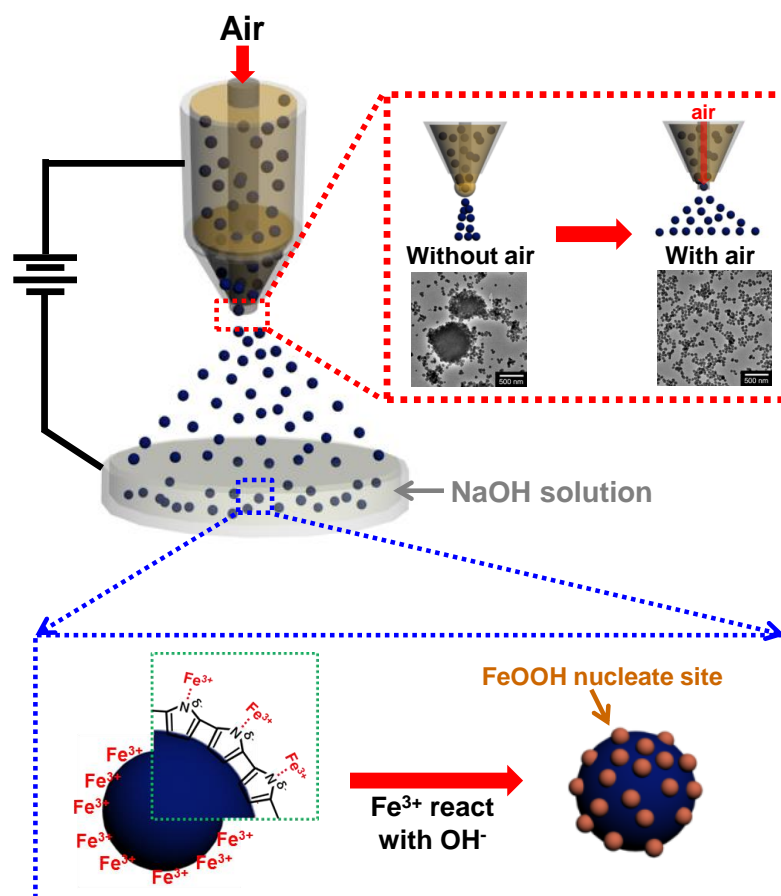 Air
air
Without air
With air
500 nm
500 nm
NaOH solution
FeOOH nucleate site
Fe³⁺
N δ-
Fe³⁺
N δ-
Fe³⁺
N δ-
Fe³⁺
Fe³⁺
Fe³⁺
Fe³⁺
Fe³⁺
Fe³⁺
Fe³⁺
Fe³⁺
Fe³⁺
Fe³⁺ react
with OH⁻